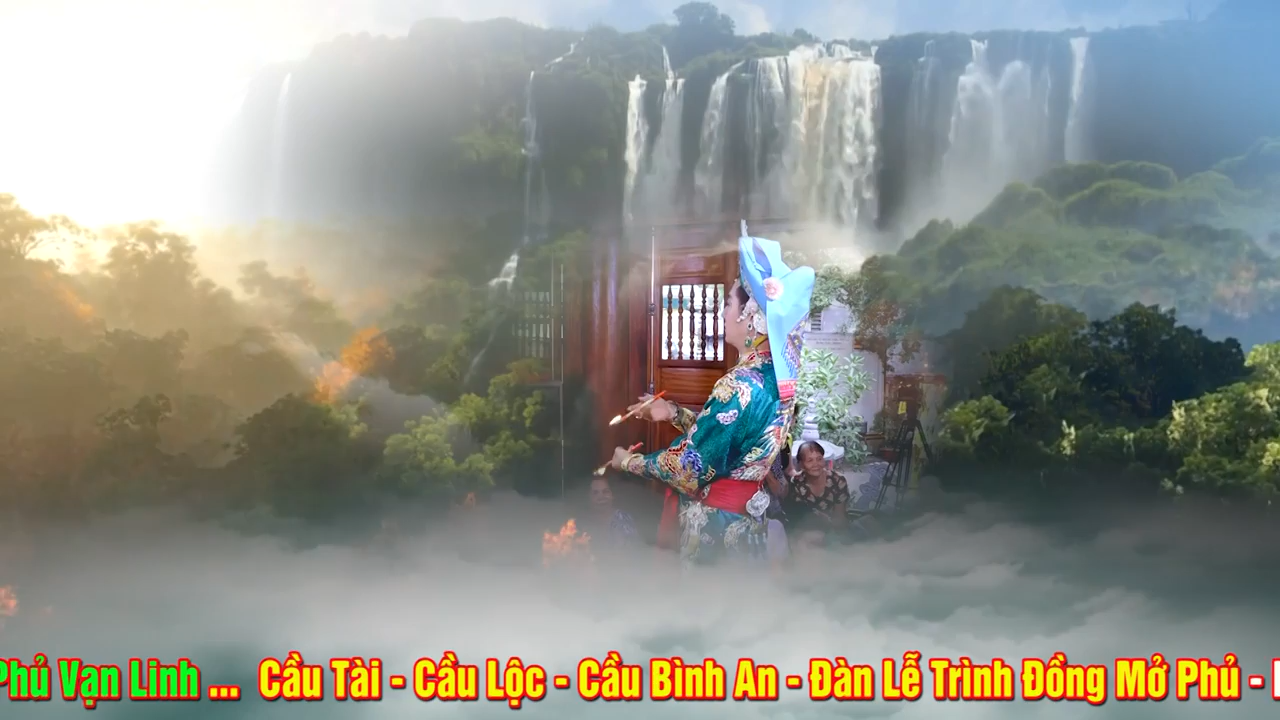 Phủ Vạn Linh ... Cầu Tài - Cầu Lộc - Cầu Bình An - Đàn Lễ Trình Đồng Mở Phủ -